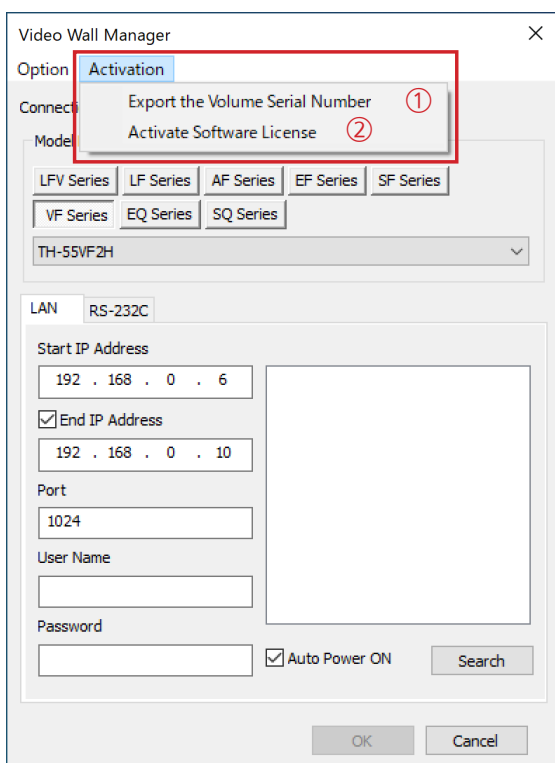 Video Wall Manager
Option Activation
Export the Volume Serial Number ①
Activate Software License ②
Connecti
Model
LFV Series LF Series AF Series EF Series SF Series
VF Series EQ Series SQ Series
TH-55VF2H
LAN RS-232C
Start IP Address
192 . 168 . 0 . 6
End IP Address
192 . 168 . 0 . 10
Port
1024
User Name
Password
Auto Power ON Search
OK Cancel